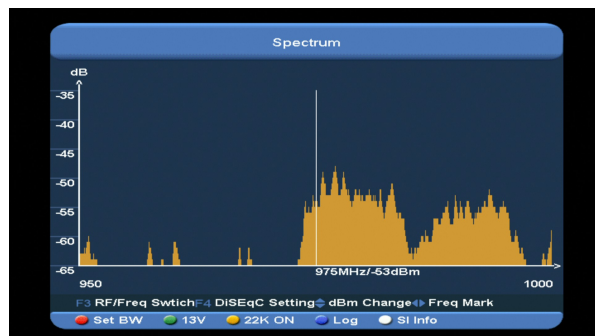 Spectrum
dB
-35
-40
-45
-50
-55
-60
-65
975MHz/-53dBm
950
1000
F3 RF/Freq Swtich F4 DiSEqC Setting dBm Change Freq Mark
Set BW 13V 22K ON Log SI Info